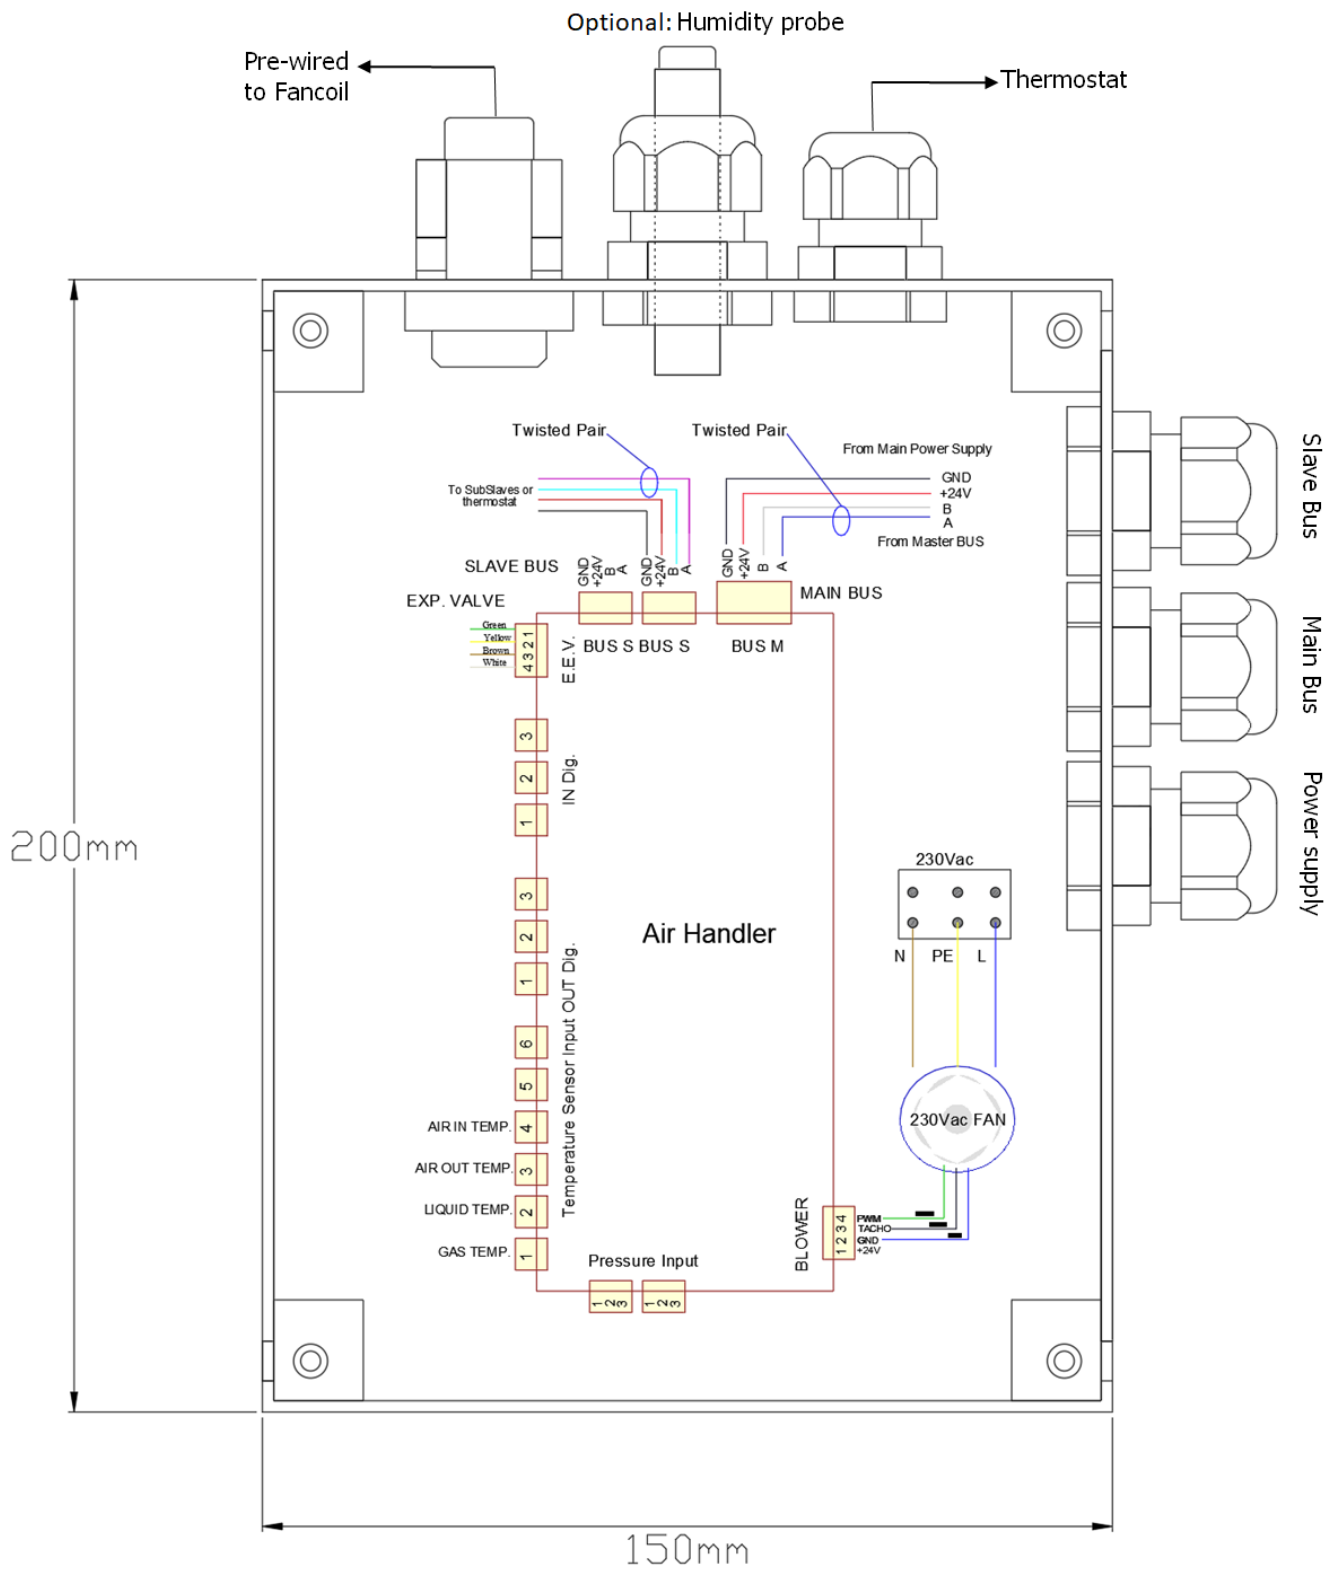 Optional: Humidity probe
Pre-wired
to Fancoil
Thermostat
Twisted Pair
Twisted Pair
From Main Power Supply
GND
+24V
B
A
From Master BUS
To SubSlaves or
thermostat
SLAVE BUS
GND
+24V
B
A
GND
+24V
B
A
GND
+24V
B
A
MAIN BUS
EXP. VALVE
BUS S
BUS S
BUS M
Green
Yellow
Brown
White
4 3 2 1
E.E.V.
3
2
1
IN Dig.
3
2
1
Temperature Sensor Input OUT Dig.
6
5
AIR IN TEMP.
4
AIR OUT TEMP.
3
LIQUID TEMP.
2
GAS TEMP.
1
Air Handler
230Vac
N
PE
L
230Vac FAN
BLOWER
1 2 3 4
PWM
TACHO
GND
+24V
Pressure Input
1 2 3
1 2 3
Slave Bus
Main Bus
Power supply
200mm
150mm